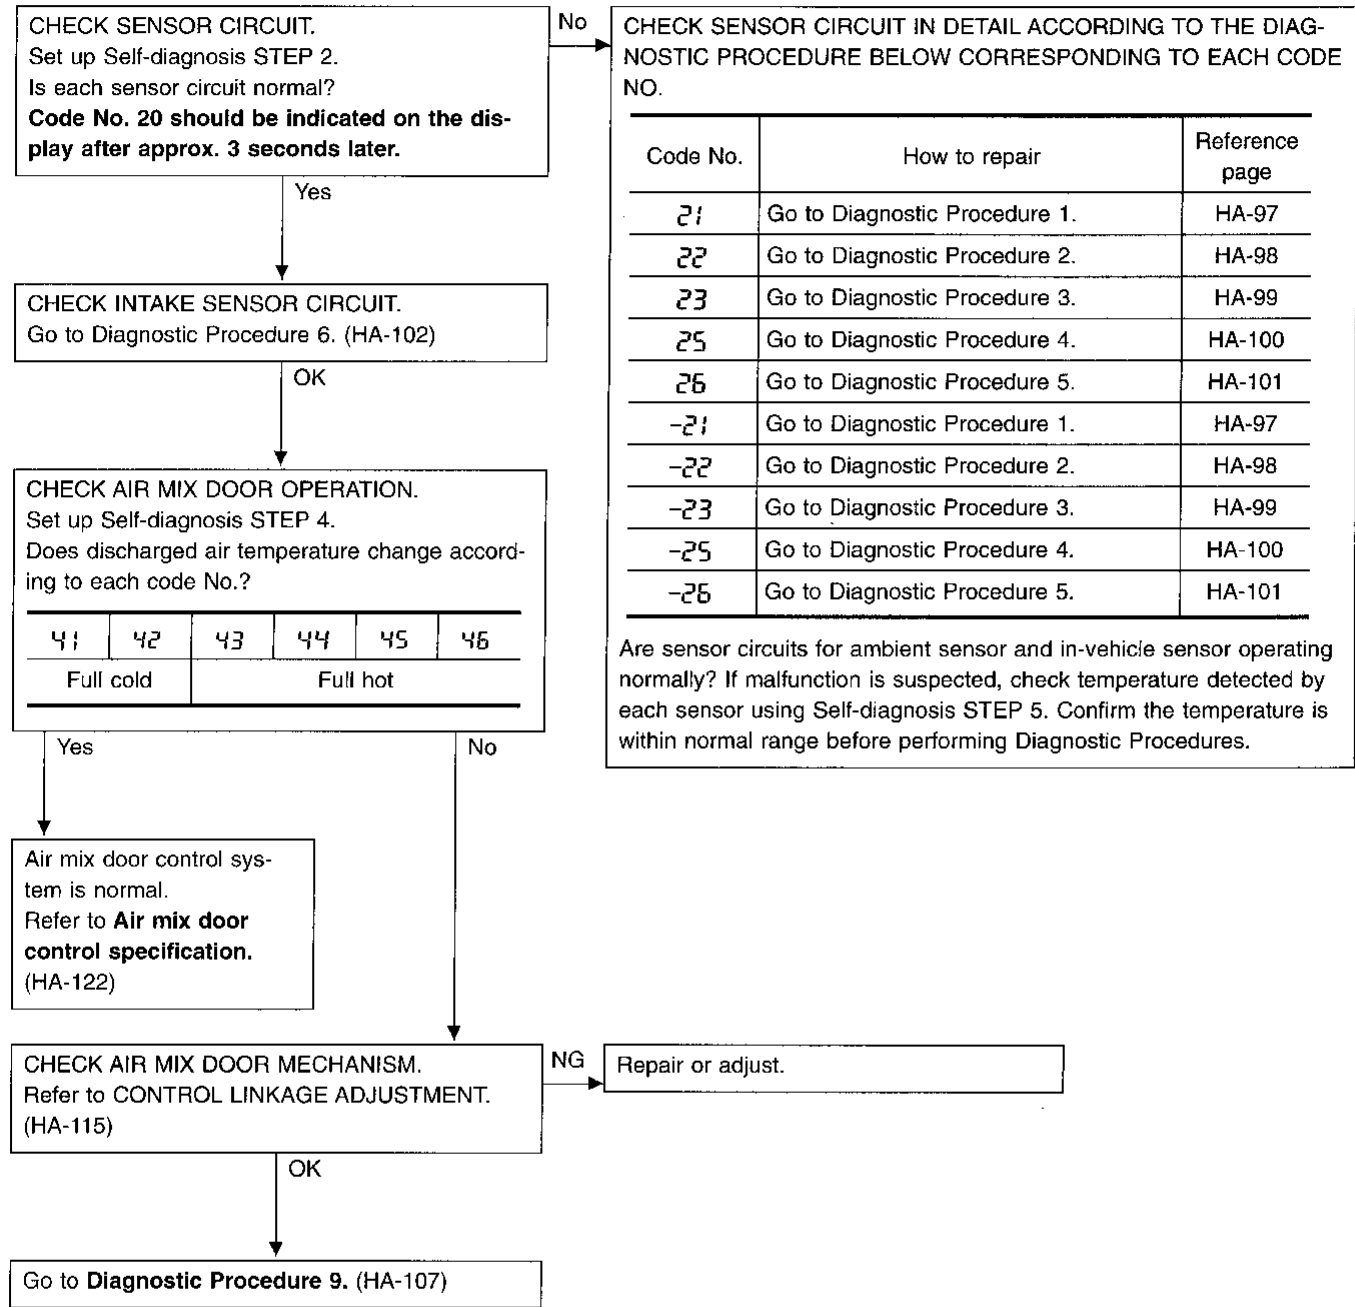 CHECK SENSOR CIRCUIT.
Set up Self-diagnosis STEP 2.
Is each sensor circuit normal?
Code No. 20 should be indicated on the dis-
play after approx. 3 seconds later.
No
CHECK SENSOR CIRCUIT IN DETAIL ACCORDING TO THE DIAG-
NOSTIC PROCEDURE BELOW CORRESPONDING TO EACH CODE
NO.
Code No. How to repair Reference page
21 Go to Diagnostic Procedure 1. HA-97
22 Go to Diagnostic Procedure 2. HA-98
23 Go to Diagnostic Procedure 3. HA-99
25 Go to Diagnostic Procedure 4. HA-100
26 Go to Diagnostic Procedure 5. HA-101
-21 Go to Diagnostic Procedure 1. HA-97
-22 Go to Diagnostic Procedure 2. HA-98
-23 Go to Diagnostic Procedure 3. HA-99
-25 Go to Diagnostic Procedure 4. HA-100
-26 Go to Diagnostic Procedure 5. HA-101
Are sensor circuits for ambient sensor and in-vehicle sensor operating
normally? If malfunction is suspected, check temperature detected by
each sensor using Self-diagnosis STEP 5. Confirm the temperature is
within normal range before performing Diagnostic Procedures.
Yes
CHECK INTAKE SENSOR CIRCUIT.
Go to Diagnostic Procedure 6. (HA-102)
OK
CHECK AIR MIX DOOR OPERATION.
Set up Self-diagnosis STEP 4.
Does discharged air temperature change accord-
ing to each code No.?
41 42 43 44 45 46
Full cold Full hot
Yes
No
Air mix door control sys-
tem is normal.
Refer to Air mix door
control specification.
(HA-122)
CHECK AIR MIX DOOR MECHANISM.
Refer to CONTROL LINKAGE ADJUSTMENT.
(HA-115)
NG
Repair or adjust.
OK
Go to Diagnostic Procedure 9. (HA-107)